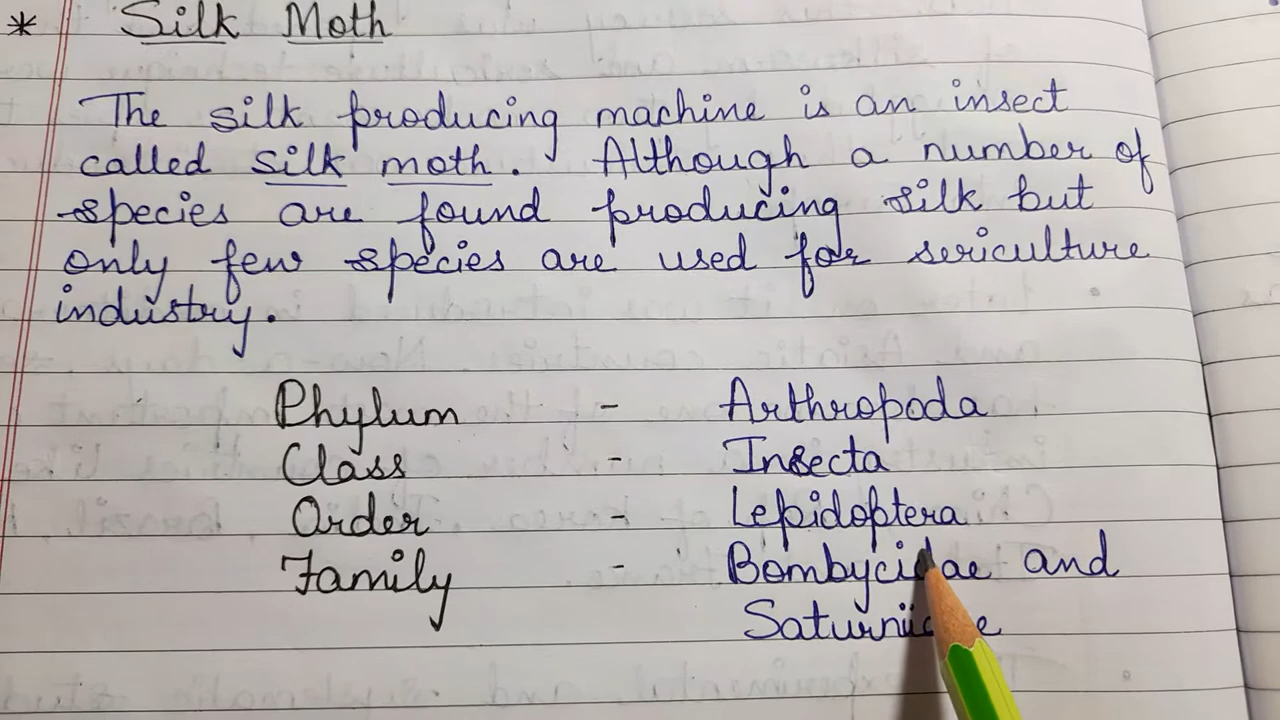 * Silk Moth
The silk producing machine is an insect
called silk moth. Although a number of
species are found producing silk but
only few species are used for sericulture
industry.
Phylum - Arthropoda
Class - Insecta
Order - Lepidoptera
Family - Bombycidae and
Saturniidae